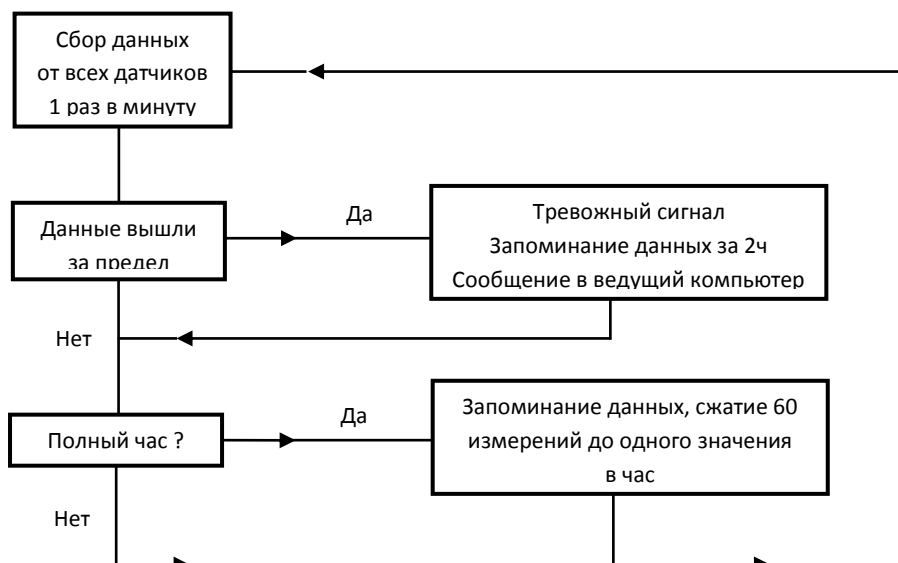 Сбор данных
от всех датчиков
1 раз в минуту
Данные вышли
за предел
Да
Тревожный сигнал
Запоминание данных за 2ч
Сообщение в ведущий компьютер
Нет
Полный час ?
Да
Запоминание данных, сжатие 60
измерений до одного значения
в час
Нет